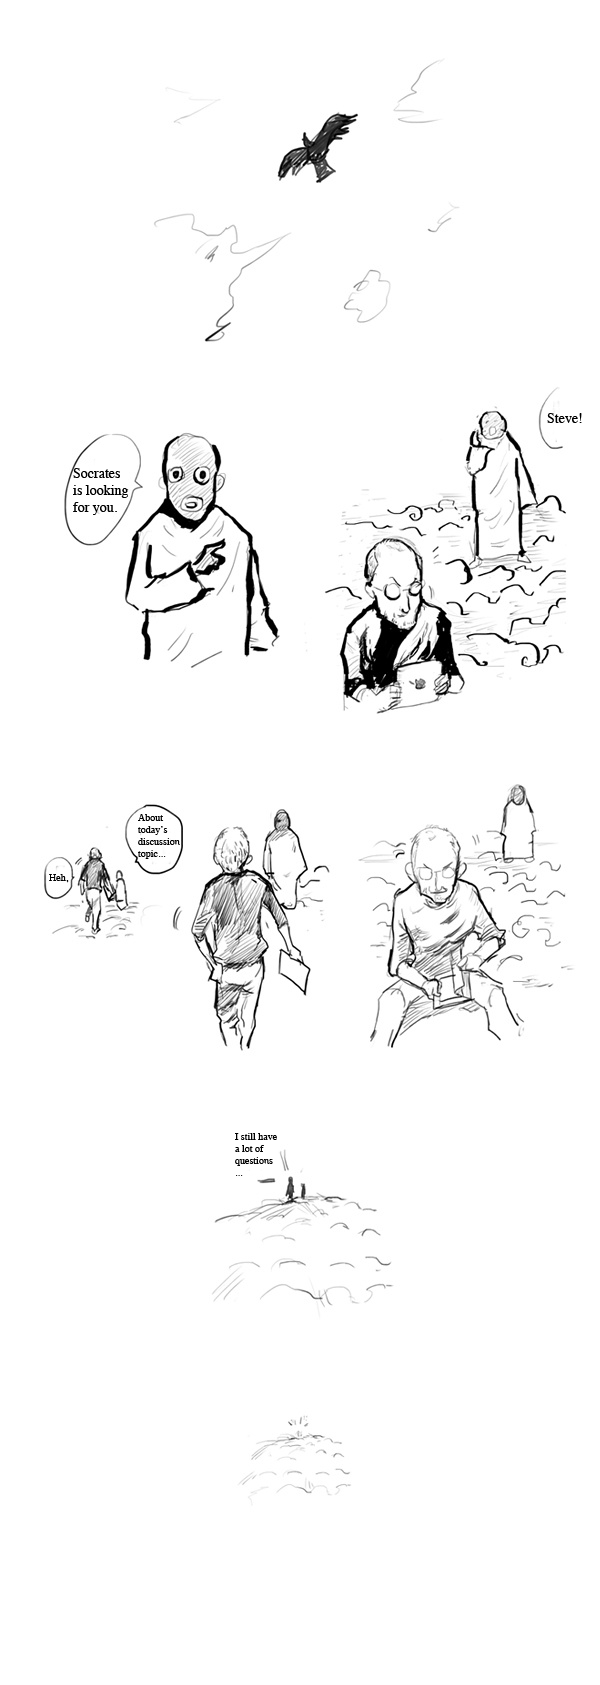 Steve!
Socrates
is looking
for you.
About
today's
discussion
topic...
Heh,
I still have
a lot of
questions
...